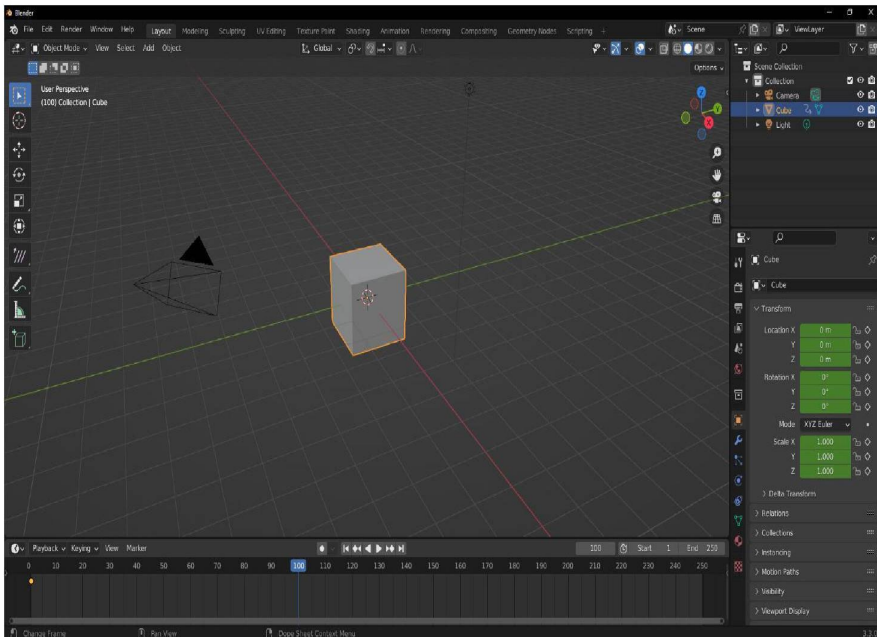 Blender
File Edit Render Window Help Layout Modeling Sculpting UV Editing Texture Paint Shading Animation Rendering Compositing Geometry Nodes Scripting + Scene ViewLayer
Object Mode View Select Add Object Global
Options
User Perspective
(100) Collection | Cube
Z
Y
X
Scene Collection
Collection
Camera
Cube
Light
Cube
Cube
Transform
Location X 0 m
Y 0 m
Z 0 m
Rotation X 0°
Y 0°
Z 0°
Mode XYZ Euler
Scale X 1.000
Y 1.000
Z 1.000
Delta Transform
Relations
Collections
Instancing
Motion Paths
Visibility
Viewport Display
Playback Keying View Marker 100 Start 1 End 250
0 10 20 30 40 50 60 70 80 90 100 110 120 130 140 150 160 170 180 190 200 210 220 230 240 250
Change Frame Pan View Dope Sheet Context Menu 3.3.0